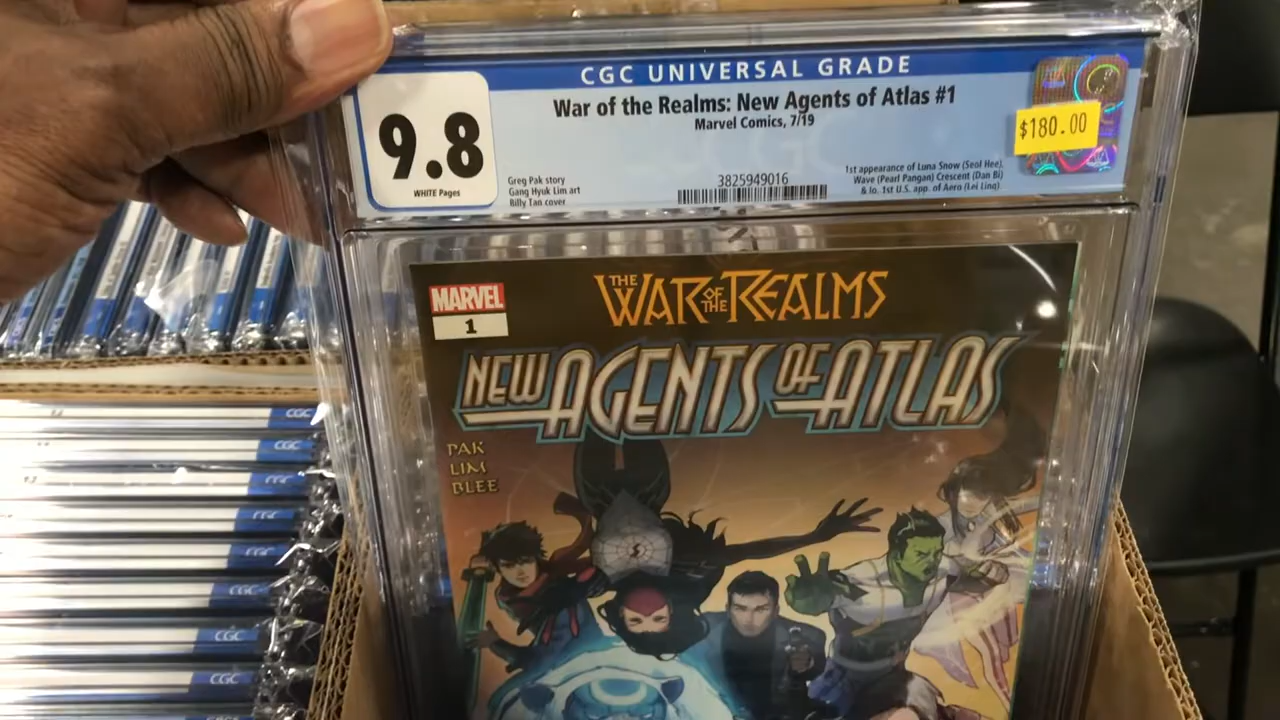 CGC UNIVERSAL GRADE
9.8
WHITE Pages
War of the Realms: New Agents of Atlas #1
Marvel Comics, 7/19
$180.00
Greg Pak story
Gang Hyuk Lim art
Billy Tan cover
3825949016
1st appearance of Luna Snow (Seol Hee),
Wave (Pearl Pangan) Crescent (Dan Bi)
& Io. 1st U.S. app. of Aero (Lei Ling)
MARVEL
1
THE WAR OF THE REALMS
NEW AGENTS OF ATLAS
PAK
LIM
BLEE
CGC
CGC
CGC
CGC
CGC
CGC
CGC
CGC